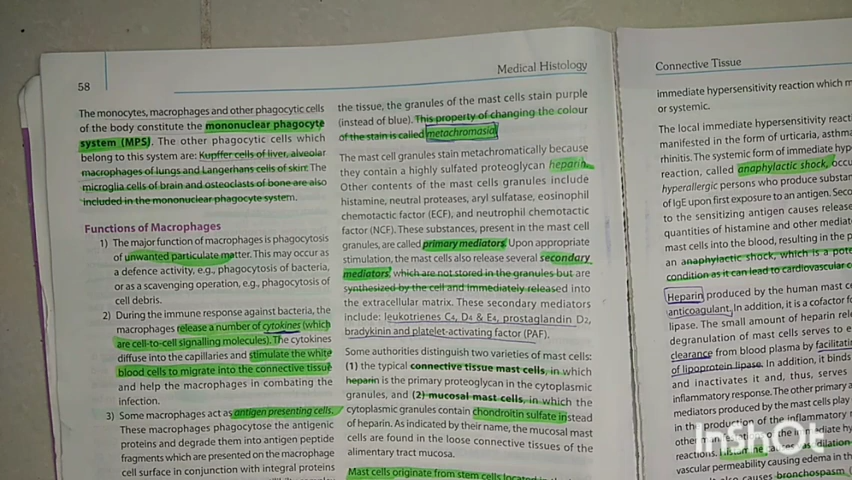 58
Medical Histology
The monocytes, macrophages and other phagocytic cells
of the body constitute the mononuclear phagocyte
system (MPS). The other phagocytic cells which
belong to this system are: Kupffer cells of liver, alveolar
macrophages of lungs and Langerhans cells of skin. The
microglia cells of brain and osteoclasts of bone are also
included in the mononuclear phagocyte system.
Functions of Macrophages
1) The major function of macrophages is phagocytosis
of unwanted particulate matter. This may occur as
a defence activity, e.g., phagocytosis of bacteria,
or as a scavenging operation, e.g., phagocytosis of
cell debris.
2) During the immune response against bacteria, the
macrophages release a number of cytokines (which
are cell-to-cell signalling molecules). The cytokines
diffuse into the capillaries and stimulate the white
blood cells to migrate into the connective tissue
and help the macrophages in combating the
infection.
3) Some macrophages act as antigen presenting cells.
These macrophages phagocytose the antigenic
proteins and degrade them into antigen peptide
fragments which are presented on the macrophage
cell surface in conjunction with integral proteins
the tissue, the granules of the mast cells stain purple
(instead of blue). This property of changing the colour
of the stain is called metachromasia.
The mast cell granules stain metachromatically because
they contain a highly sulfated proteoglycan heparin.
Other contents of the mast cells granules include
histamine, neutral proteases, aryl sulfatase, eosinophil
chemotactic factor (ECF), and neutrophil chemotactic
factor (NCF). These substances, present in the mast cell
granules, are called primary mediators. Upon appropriate
stimulation, the mast cells also release several secondary
mediators, which are not stored in the granules but are
synthesized by the cell and immediately released into
the extracellular matrix. These secondary mediators
include: leukotrienes C4, D4 & E4, prostaglandin D2,
bradykinin and platelet-activating factor (PAF).
Some authorities distinguish two varieties of mast cells:
(1) the typical connective tissue mast cells, in which
heparin is the primary proteoglycan in the cytoplasmic
granules, and (2) mucosal mast cells, in which the
cytoplasmic granules contain chondroitin sulfate instead
of heparin. As indicated by their name, the mucosal mast
cells are found in the loose connective tissues of the
alimentary tract mucosa.
Mast cells originate from stem cells located in the
Connective Tissue
immediate hypersensitivity reaction which m
or systemic.
The local immediate hypersensitivity react
manifested in the form of urticaria, asthma
rhinitis. The systemic form of immediate hype
reaction, called anaphylactic shock, occu
hyperallergic persons who produce substan
of IgE upon first exposure to an antigen. Seco
to the sensitizing antigen causes release
quantities of histamine and other mediato
mast cells into the blood, resulting in the p
an anaphylactic shock, which is a pote
condition as it can lead to cardiovascular c
Heparin produced by the human mast ce
anticoagulant. In addition, it is a cofactor f
lipase. The small amount of heparin rele
degranulation of mast cells serves to e
clearance from blood plasma by facilitatin
of lipoprotein lipase. In addition, it binds
and inactivates it and, thus, serves
inflammatory response. The other primary a
mediators produced by the mast cells play
in the production of the inflammatory
other
reactions. Histamine causes vasodilation
vascular permeability causing edema in th
also causes bronchospasm
InShOt